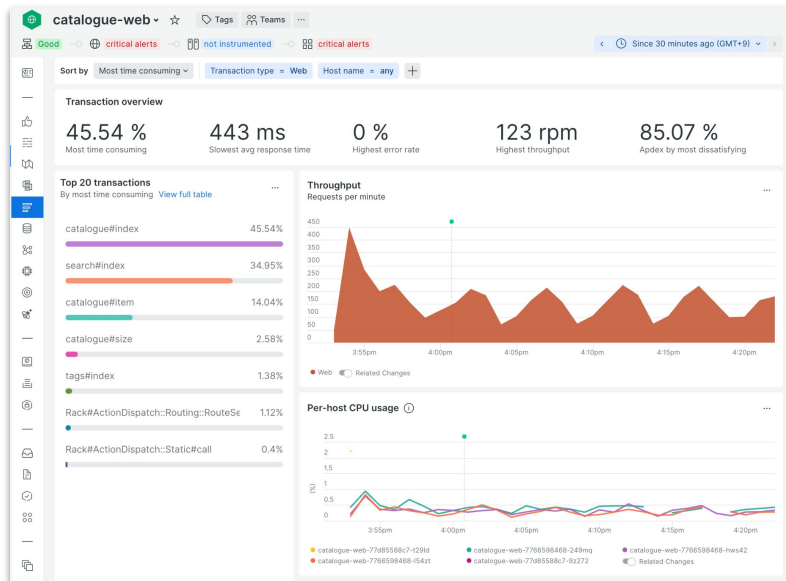 catalogue-web
Tags
Teams
...
Good
critical alerts
not instrumented
critical alerts
Since 30 minutes ago (GMT+9)
Sort by
Most time consuming
Transaction type = Web
Host name = any
Transaction overview
45.54 %
Most time consuming
443 ms
Slowest avg response time
0 %
Highest error rate
123 rpm
Highest throughput
85.07 %
Apdex by most dissatisfying
Top 20 transactions
...
By most time consuming View full table
catalogue#index 45.54%
search#index 34.95%
catalogue#item 14.04%
catalogue#size 2.58%
tags#index 1.38%
Rack#ActionDispatch::Routing::RouteSe 1.12%
Rack#ActionDispatch::Static#call 0.4%
Throughput
...
Requests per minute
450
400
350
300
250
200
150
100
50
0
3:55pm 4:00pm 4:05pm 4:10pm 4:15pm 4:20pm
Web
Related Changes
Per-host CPU usage
...
2.5
2
1.5
1
0.5
0
(%)
3:55pm 4:00pm 4:05pm 4:10pm 4:15pm 4:20pm
catalogue-web-77d85588c7-t29ld
catalogue-web-7766598468-249mq
catalogue-web-7766598468-hws42
catalogue-web-7766598468-l54zt
catalogue-web-77d85588c7-9z272
Related Changes